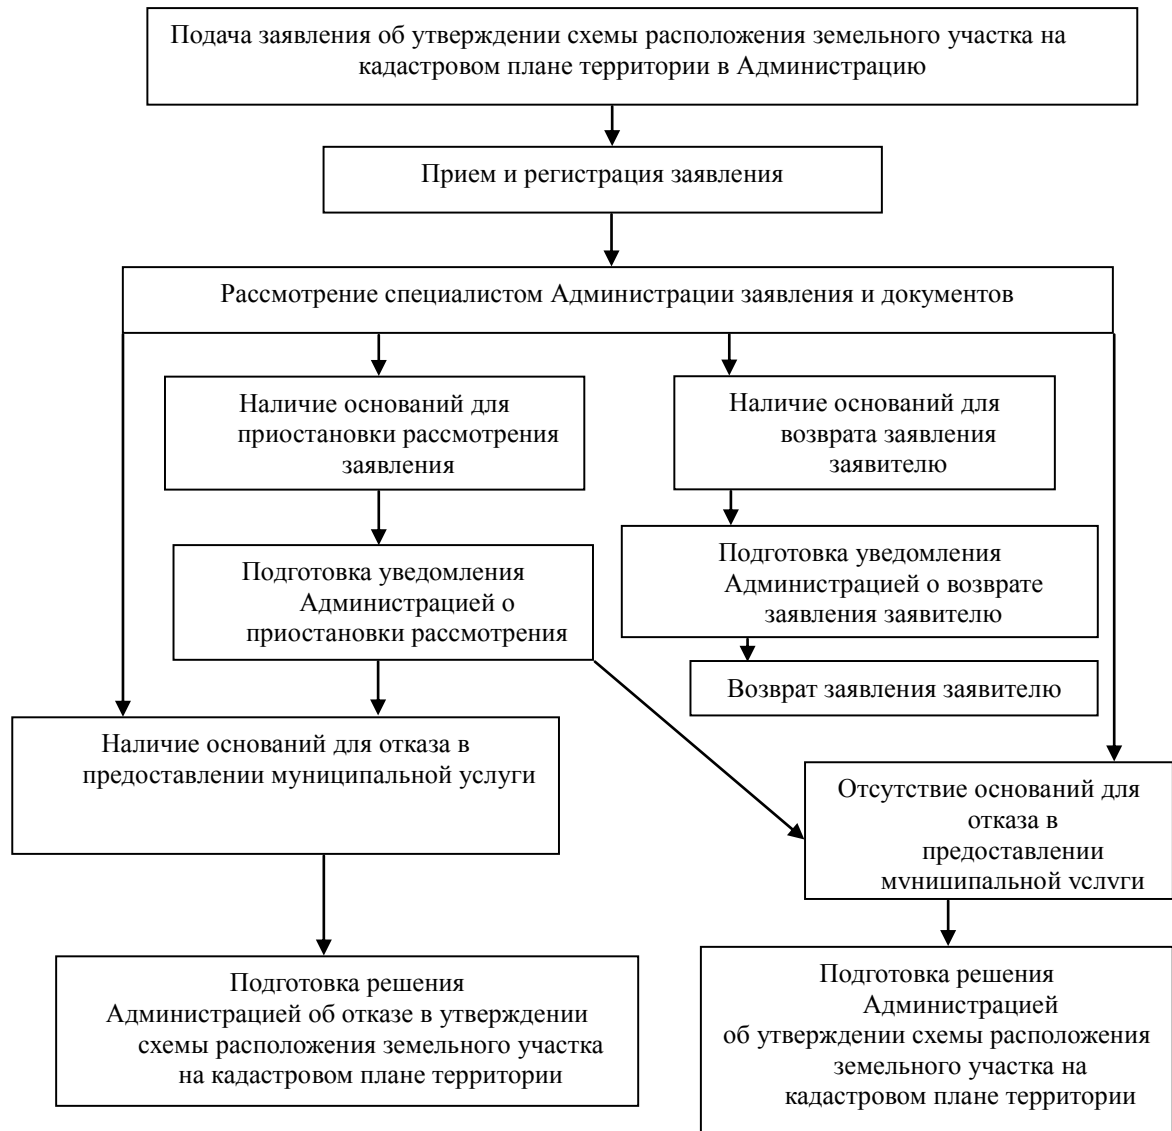 Подача заявления об утверждении схемы расположения земельного участка на
кадастровом плане территории в Администрацию
Прием и регистрация заявления
Рассмотрение специалистом Администрации заявления и документов
Наличие оснований для
приостановки рассмотрения
заявления
Наличие оснований для
возврата заявления
заявителю
Подготовка уведомления
Администрацией о
приостановки рассмотрения
Подготовка уведомления
Администрацией о возврате
заявления заявителю
Возврат заявления заявителю
Наличие оснований для отказа в
предоставлении муниципальной услуги
Отсутствие оснований для
отказа в
предоставлении
муниципальной услуги
Подготовка решения
Администрацией об отказе в утверждении
схемы расположения земельного участка
на кадастровом плане территории
Подготовка решения
Администрацией
об утверждении схемы расположения
земельного участка на
кадастровом плане территории